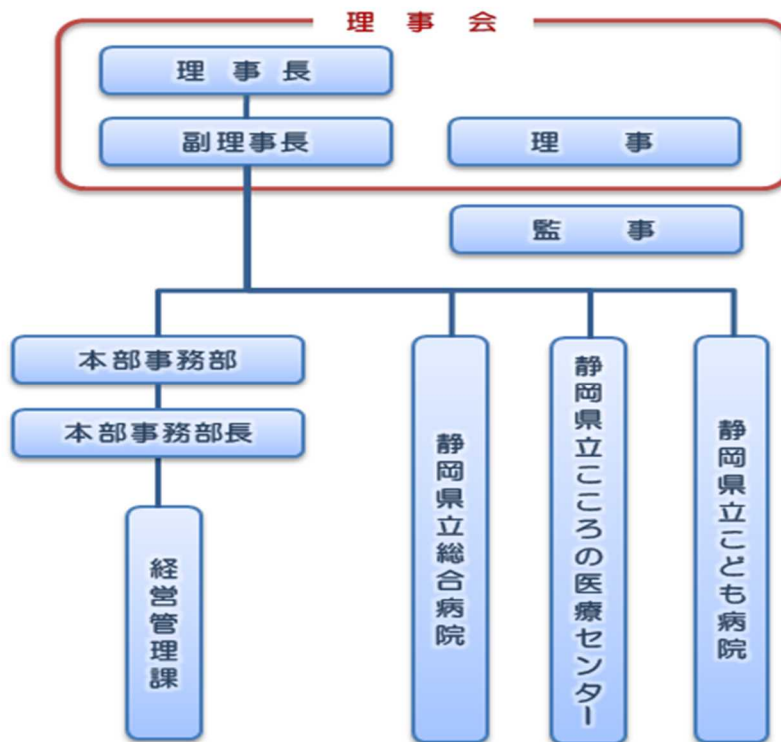 理事会
理事長
副理事長
理事
監事
本部事務部
本部事務部長
経営管理課
静岡県立総合病院
静岡県立こころの医療センター
静岡県立こども病院